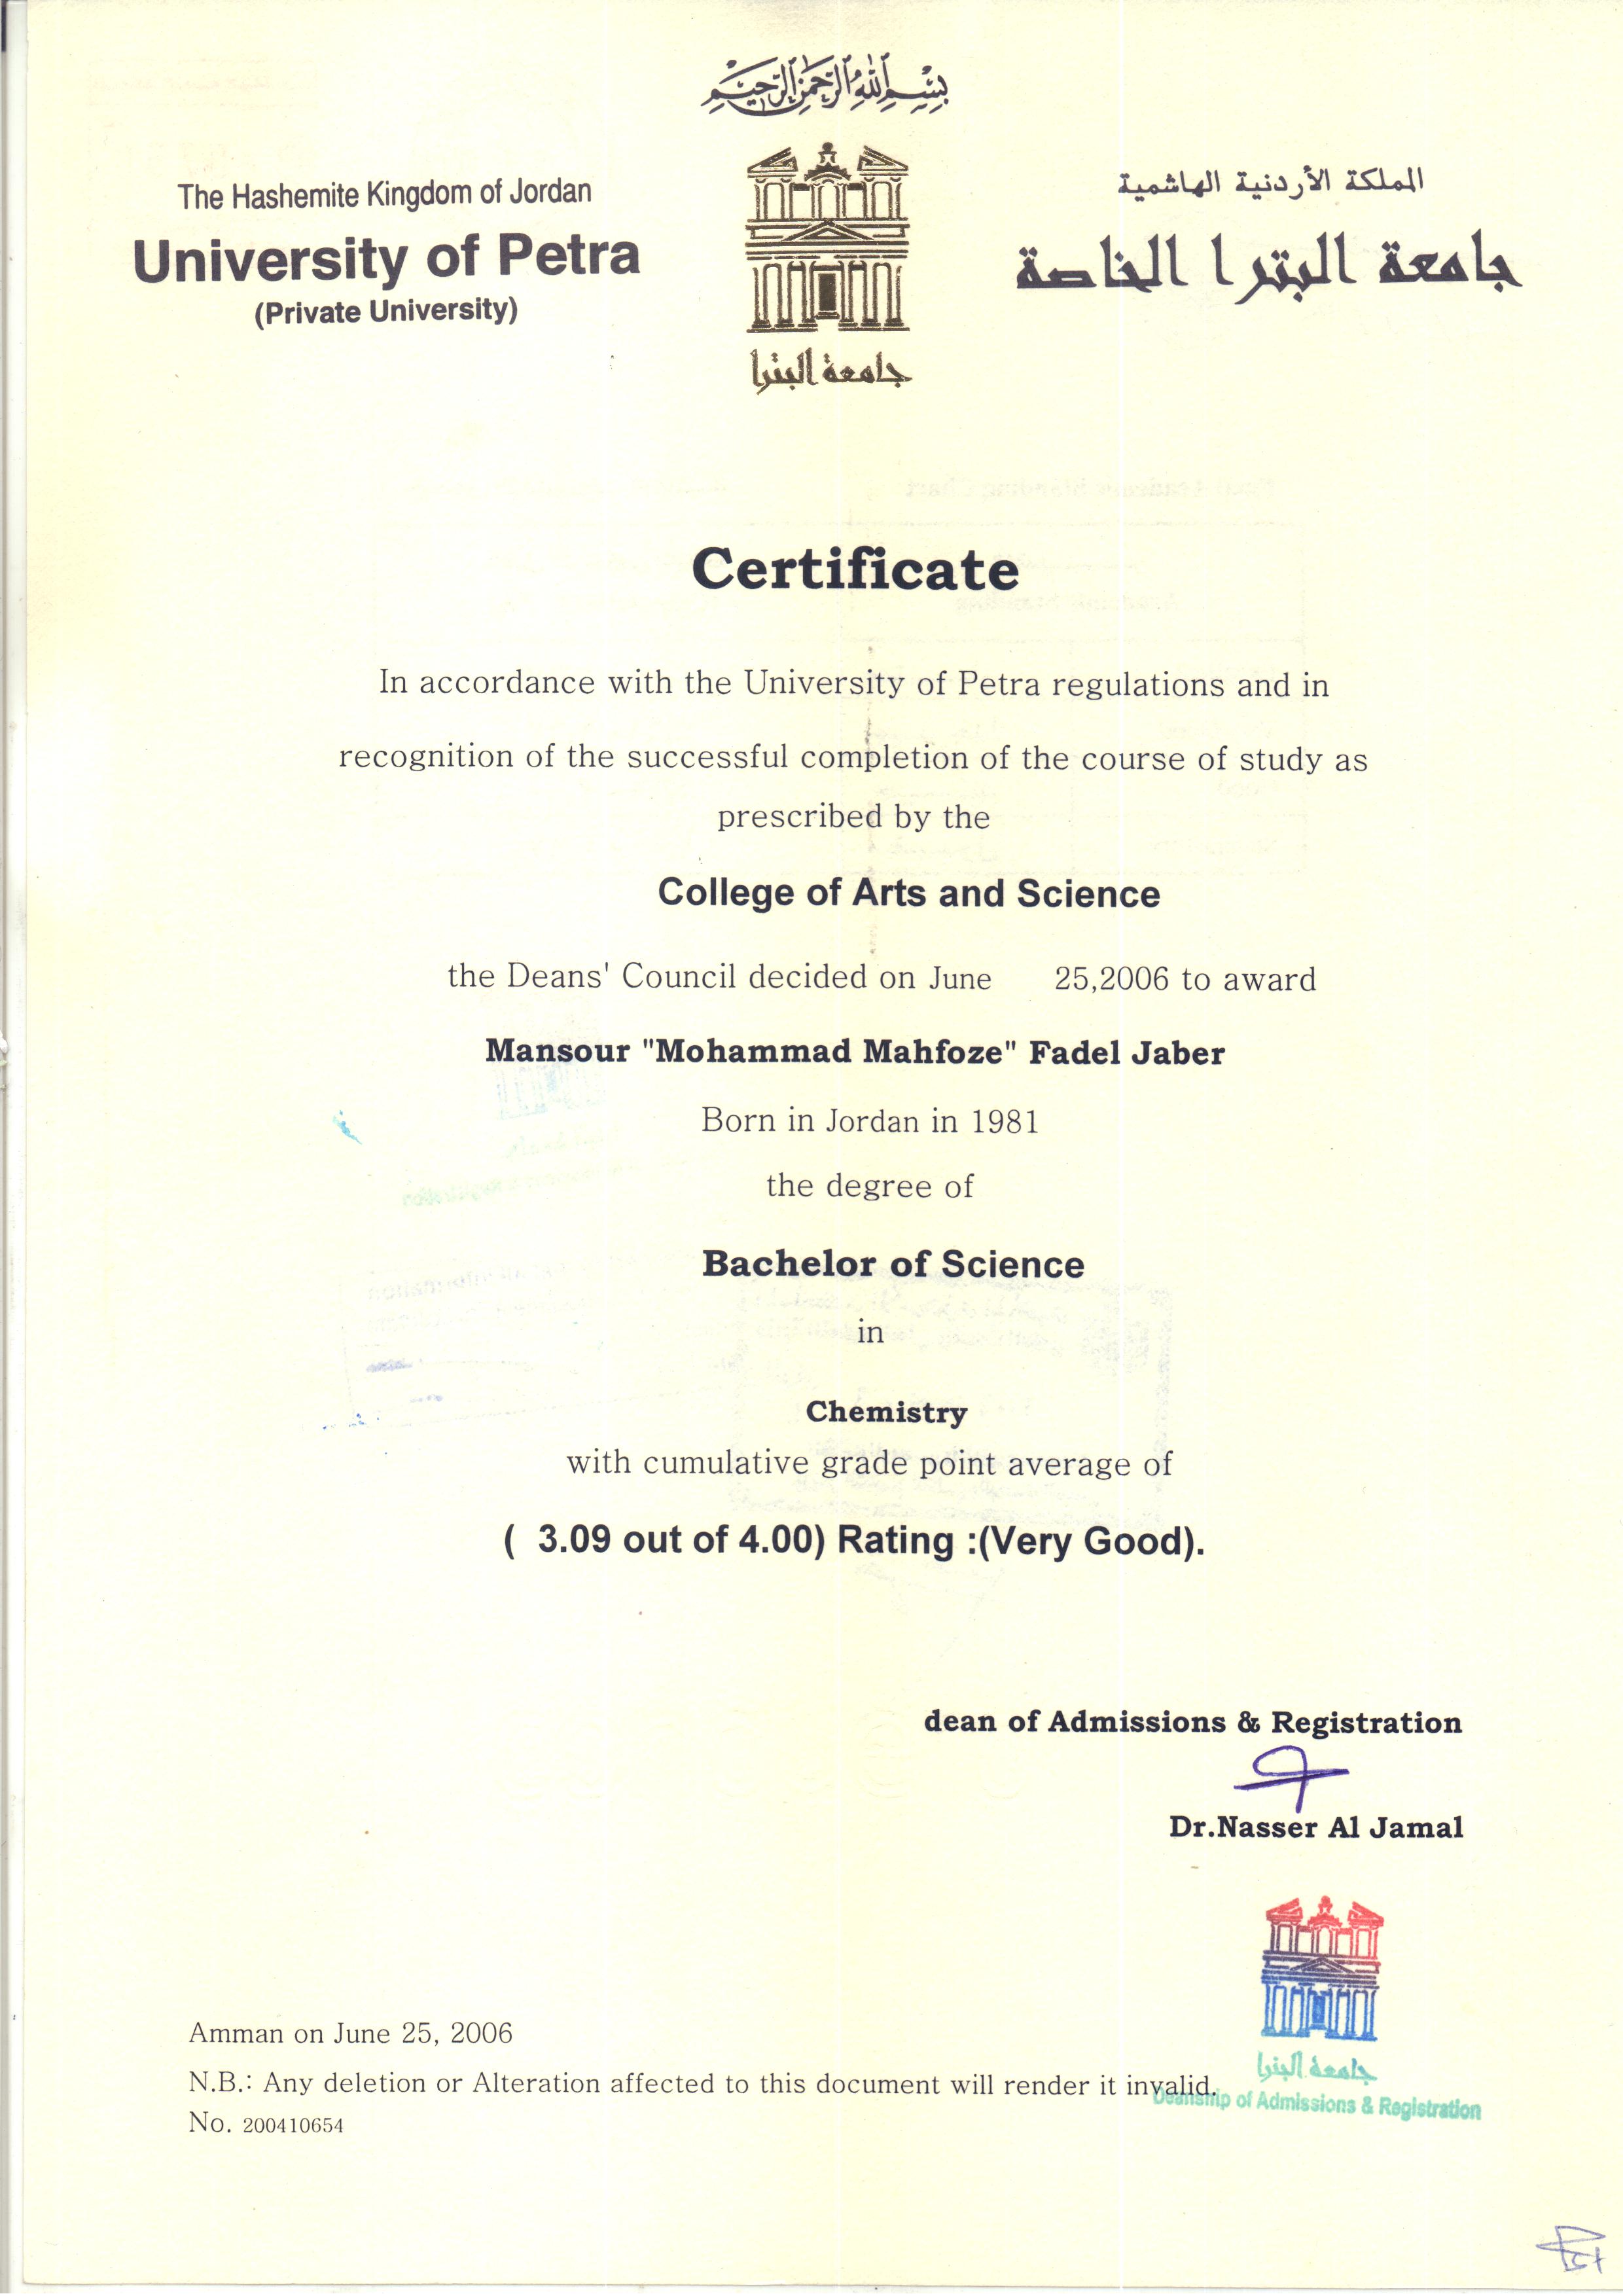 بسم الله الرحمن الرحيم
The Hashemite Kingdom of Jordan
University of Petra
(Private University)
جامعة البترا
المملكة الأردنية الهاشمية
جامعة البترا الخاصة
Certificate
In accordance with the University of Petra regulations and in
recognition of the successful completion of the course of study as
prescribed by the
College of Arts and Science
the Deans' Council decided on June 25,2006 to award
Mansour "Mohammad Mahfoze" Fadel Jaber
Born in Jordan in 1981
the degree of
Bachelor of Science
in
Chemistry
with cumulative grade point average of
( 3.09 out of 4.00) Rating :(Very Good).
dean of Admissions & Registration
Dr.Nasser Al Jamal
جامعة البترا
Deanship of Admissions & Registration
Amman on June 25, 2006
N.B.: Any deletion or Alteration affected to this document will render it invalid.
No. 200410654